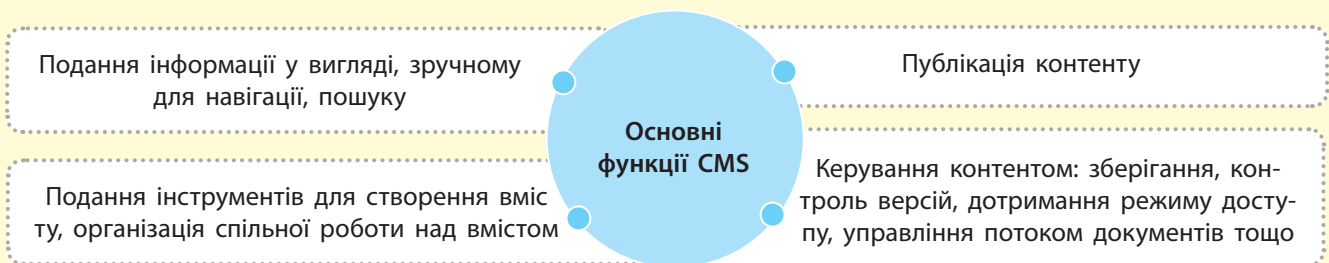 Подання інформації у вигляді, зручному
для навігації, пошуку
Публікація контенту
Основні
функції CMS
Подання інструментів для створення вміс
ту, організація спільної роботи над вмістом
Керування контентом: зберігання, кон-
троль версій, дотримання режиму досту-
пу, управління потоком документів тощо